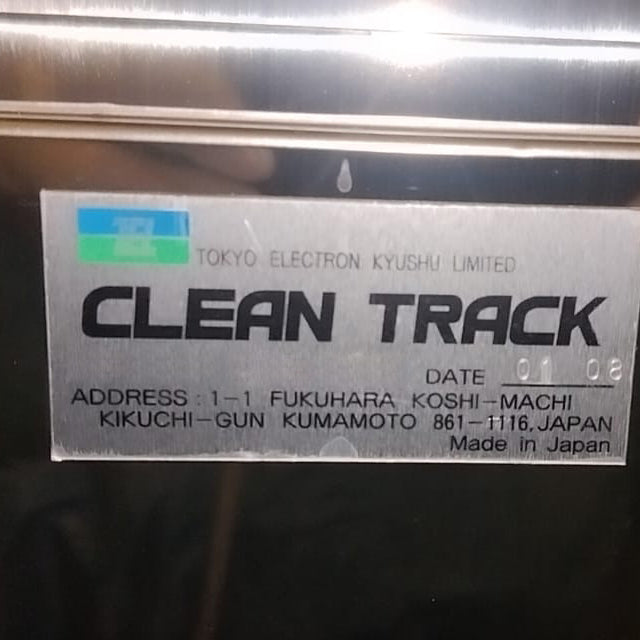 TEL
TOKYO ELECTRON KYUSHU LIMITED
CLEAN TRACK
DATE 01 08
ADDRESS : 1-1 FUKUHARA KOSHI-MACHI
KIKUCHI-GUN KUMAMOTO 861-1116, JAPAN
Made in Japan